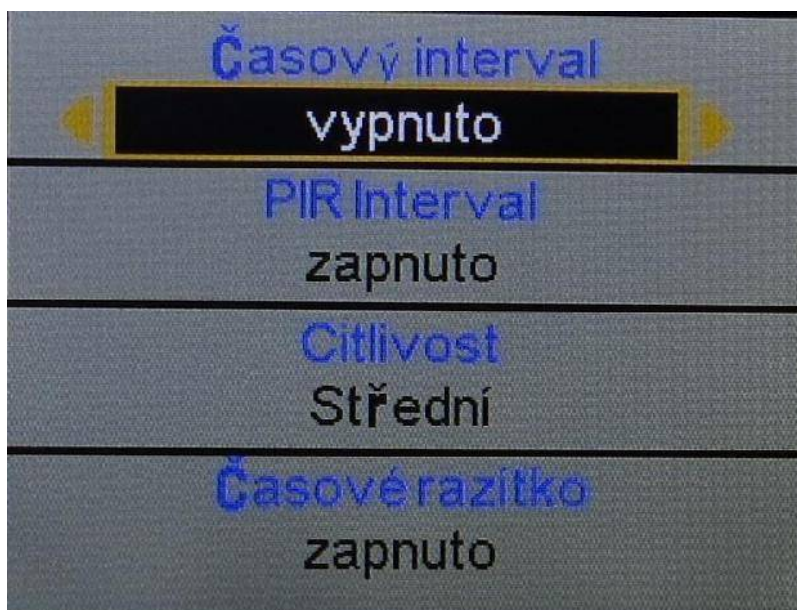 Časový interval
vypnuto
PIR Interval
zapnuto
Citlivost
Střední
Časové razítko
zapnuto